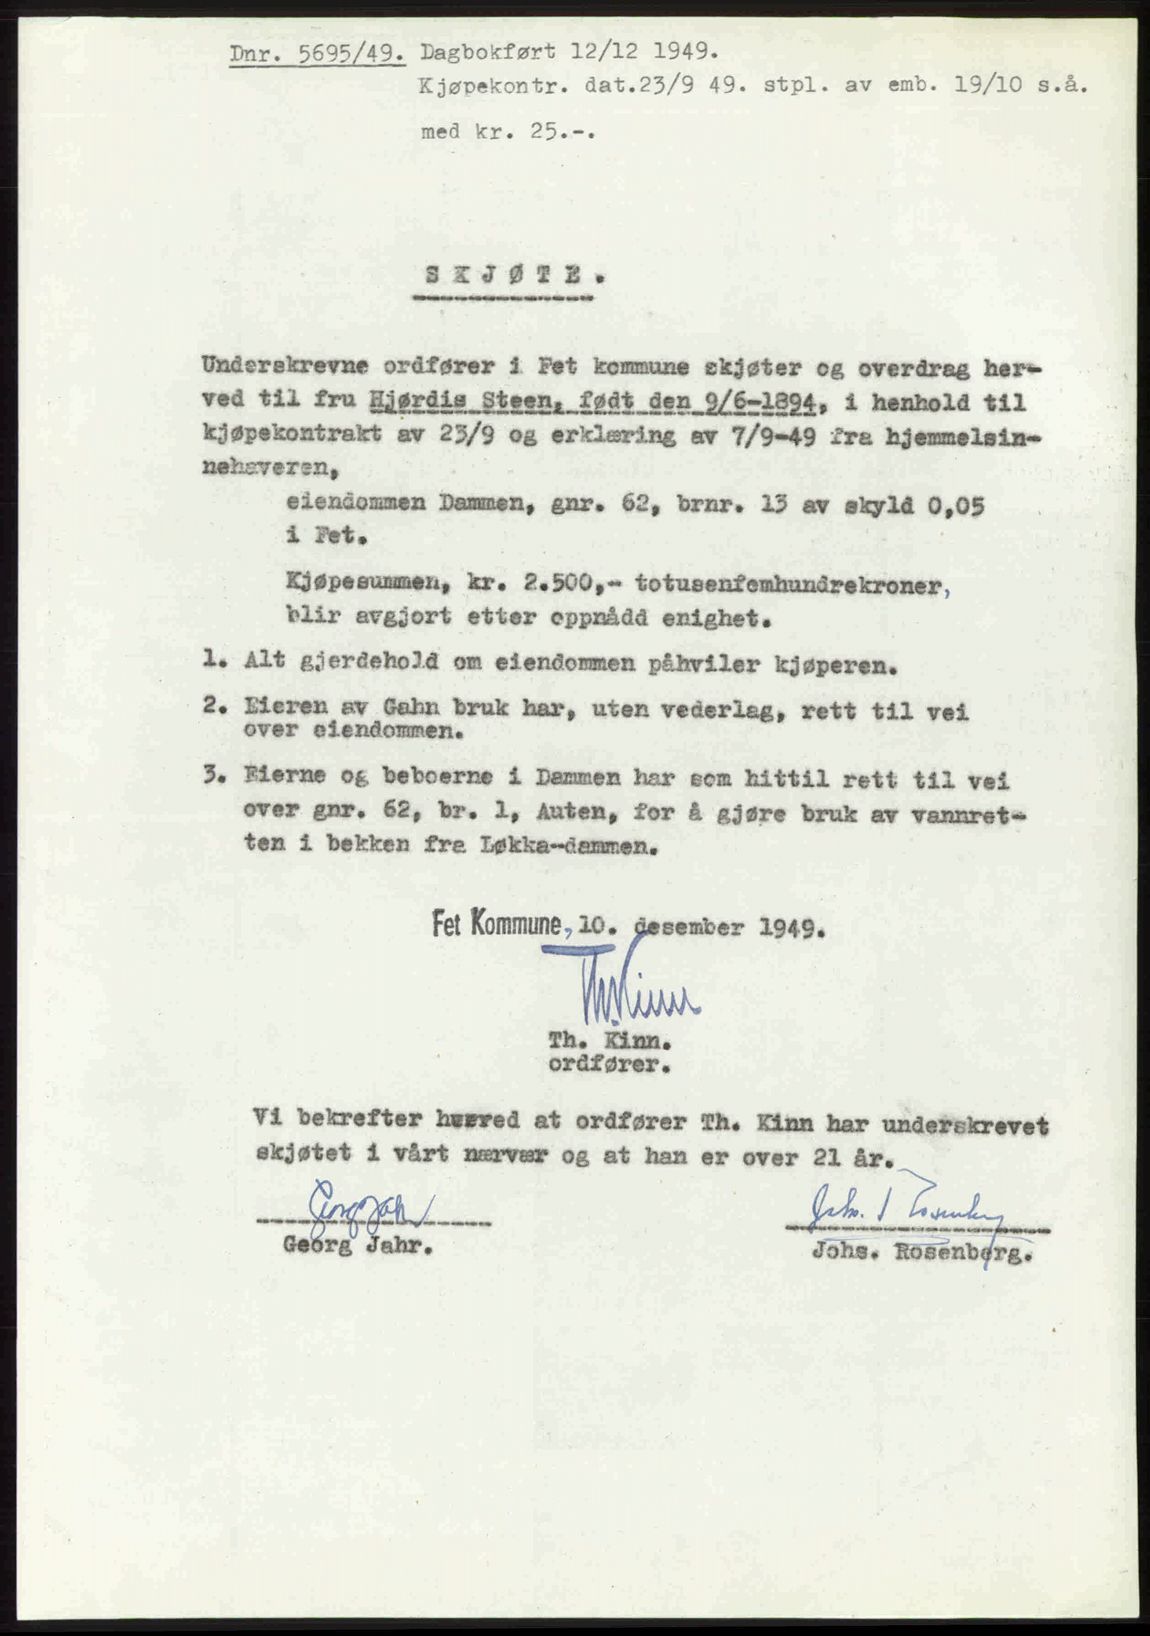 Dnr. 5695/49. Dagbokført 12/12 1949.
Kjøpekontr. dat.23/9 49. stpl. av emb. 19/10 s.å.
med kr. 25.-.
SKJØTE.
Underskrevne ordfører i Fet kommune skjøter og overdrag her-
ved til fru Hjørdis Steen, født den 9/6-1894, i henhold til
kjøpekontrakt av 23/9 og erklæring av 7/9-49 fra hjemmelsin-
nehaveren,
eiendommen Dammen, gnr. 62, brnr. 13 av skyld 0,05
i Fet.
Kjøpesummen, kr. 2.500,- totusenfemhundrekroner,
blir avgjort etter oppnådd enighet.
1. Alt gjerdehold om eiendommen påhviler kjøperen.
2. Eieren av Gahn bruk har, uten vederlag, rett til vei
over eiendommen.
3. Eierne og beboerne i Dammen har som hittil rett til vei
over gnr. 62, br. 1, Auten, for å gjøre bruk av vannret-
ten i bekken fra Løkka-dammen.
Fet Kommune, 10. desember 1949.
Th. Kinn
Th. Kinn.
ordfører.
Vi bekrefter herved at ordfører Th. Kinn har underskrevet
skjøtet i vårt nærvær og at han er over 21 år.
Georg Jahr Johs. Rosenberg
Georg Jahr. Johs. Rosenberg.